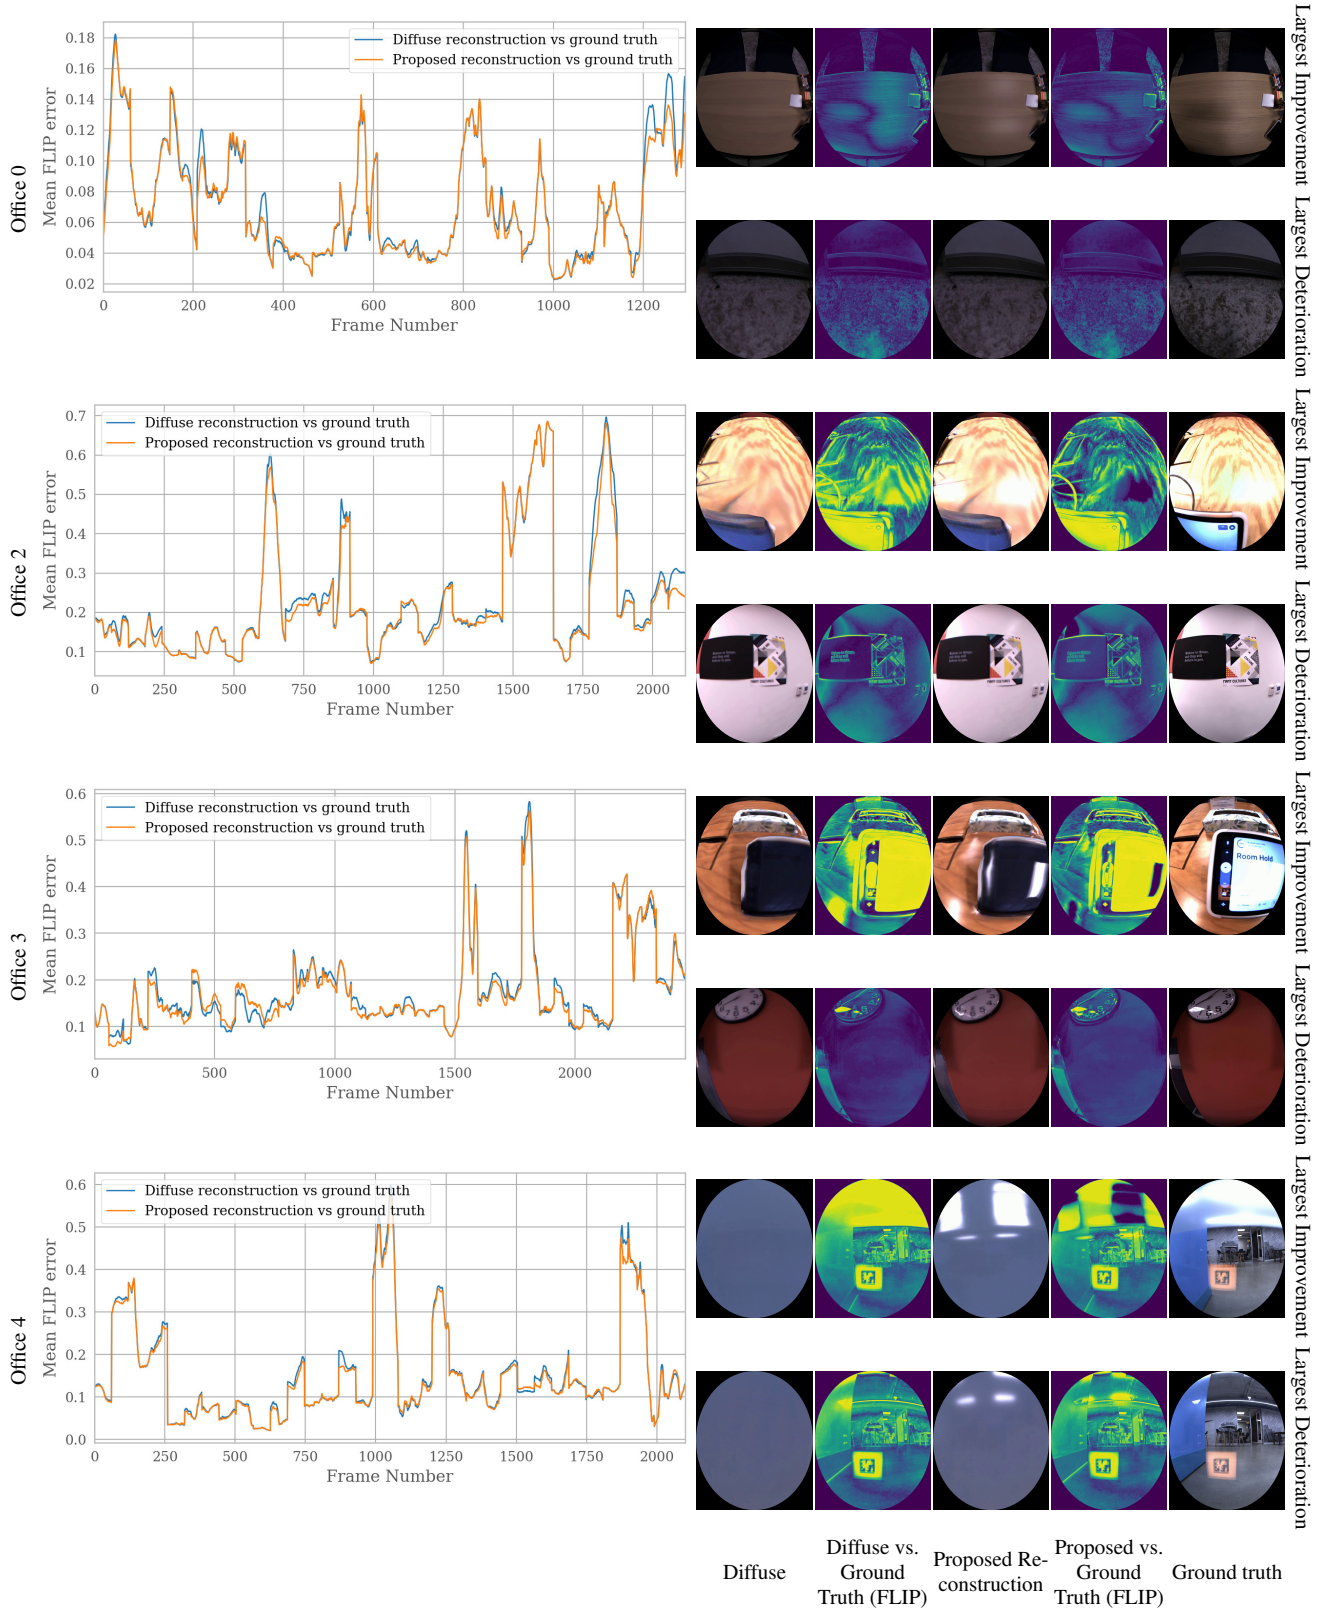 Office 0
Mean FLIP error
0.18
0.16
0.14
0.12
0.10
0.08
0.06
0.04
0.02
Diffuse reconstruction vs ground truth
Proposed reconstruction vs ground truth
0 200 400 600 800 1000 1200
Frame Number
Largest Improvement
Largest Deterioration
Office 2
Mean FLIP error
0.7
0.6
0.5
0.4
0.3
0.2
0.1
Diffuse reconstruction vs ground truth
Proposed reconstruction vs ground truth
0 250 500 750 1000 1250 1500 1750 2000
Frame Number
Largest Improvement
Largest Deterioration
Office 3
Mean FLIP error
0.6
0.5
0.4
0.3
0.2
0.1
Diffuse reconstruction vs ground truth
Proposed reconstruction vs ground truth
0 500 1000 1500 2000
Frame Number
Room Hold
Largest Improvement
Largest Deterioration
Office 4
Mean FLIP error
0.6
0.5
0.4
0.3
0.2
0.1
0.0
Diffuse reconstruction vs ground truth
Proposed reconstruction vs ground truth
0 250 500 750 1000 1250 1500 1750 2000
Frame Number
Largest Improvement
Largest Deterioration
Diffuse
Diffuse vs.
Ground
Truth (FLIP)
Proposed Re-
construction
Proposed vs.
Ground
Truth (FLIP)
Ground truth